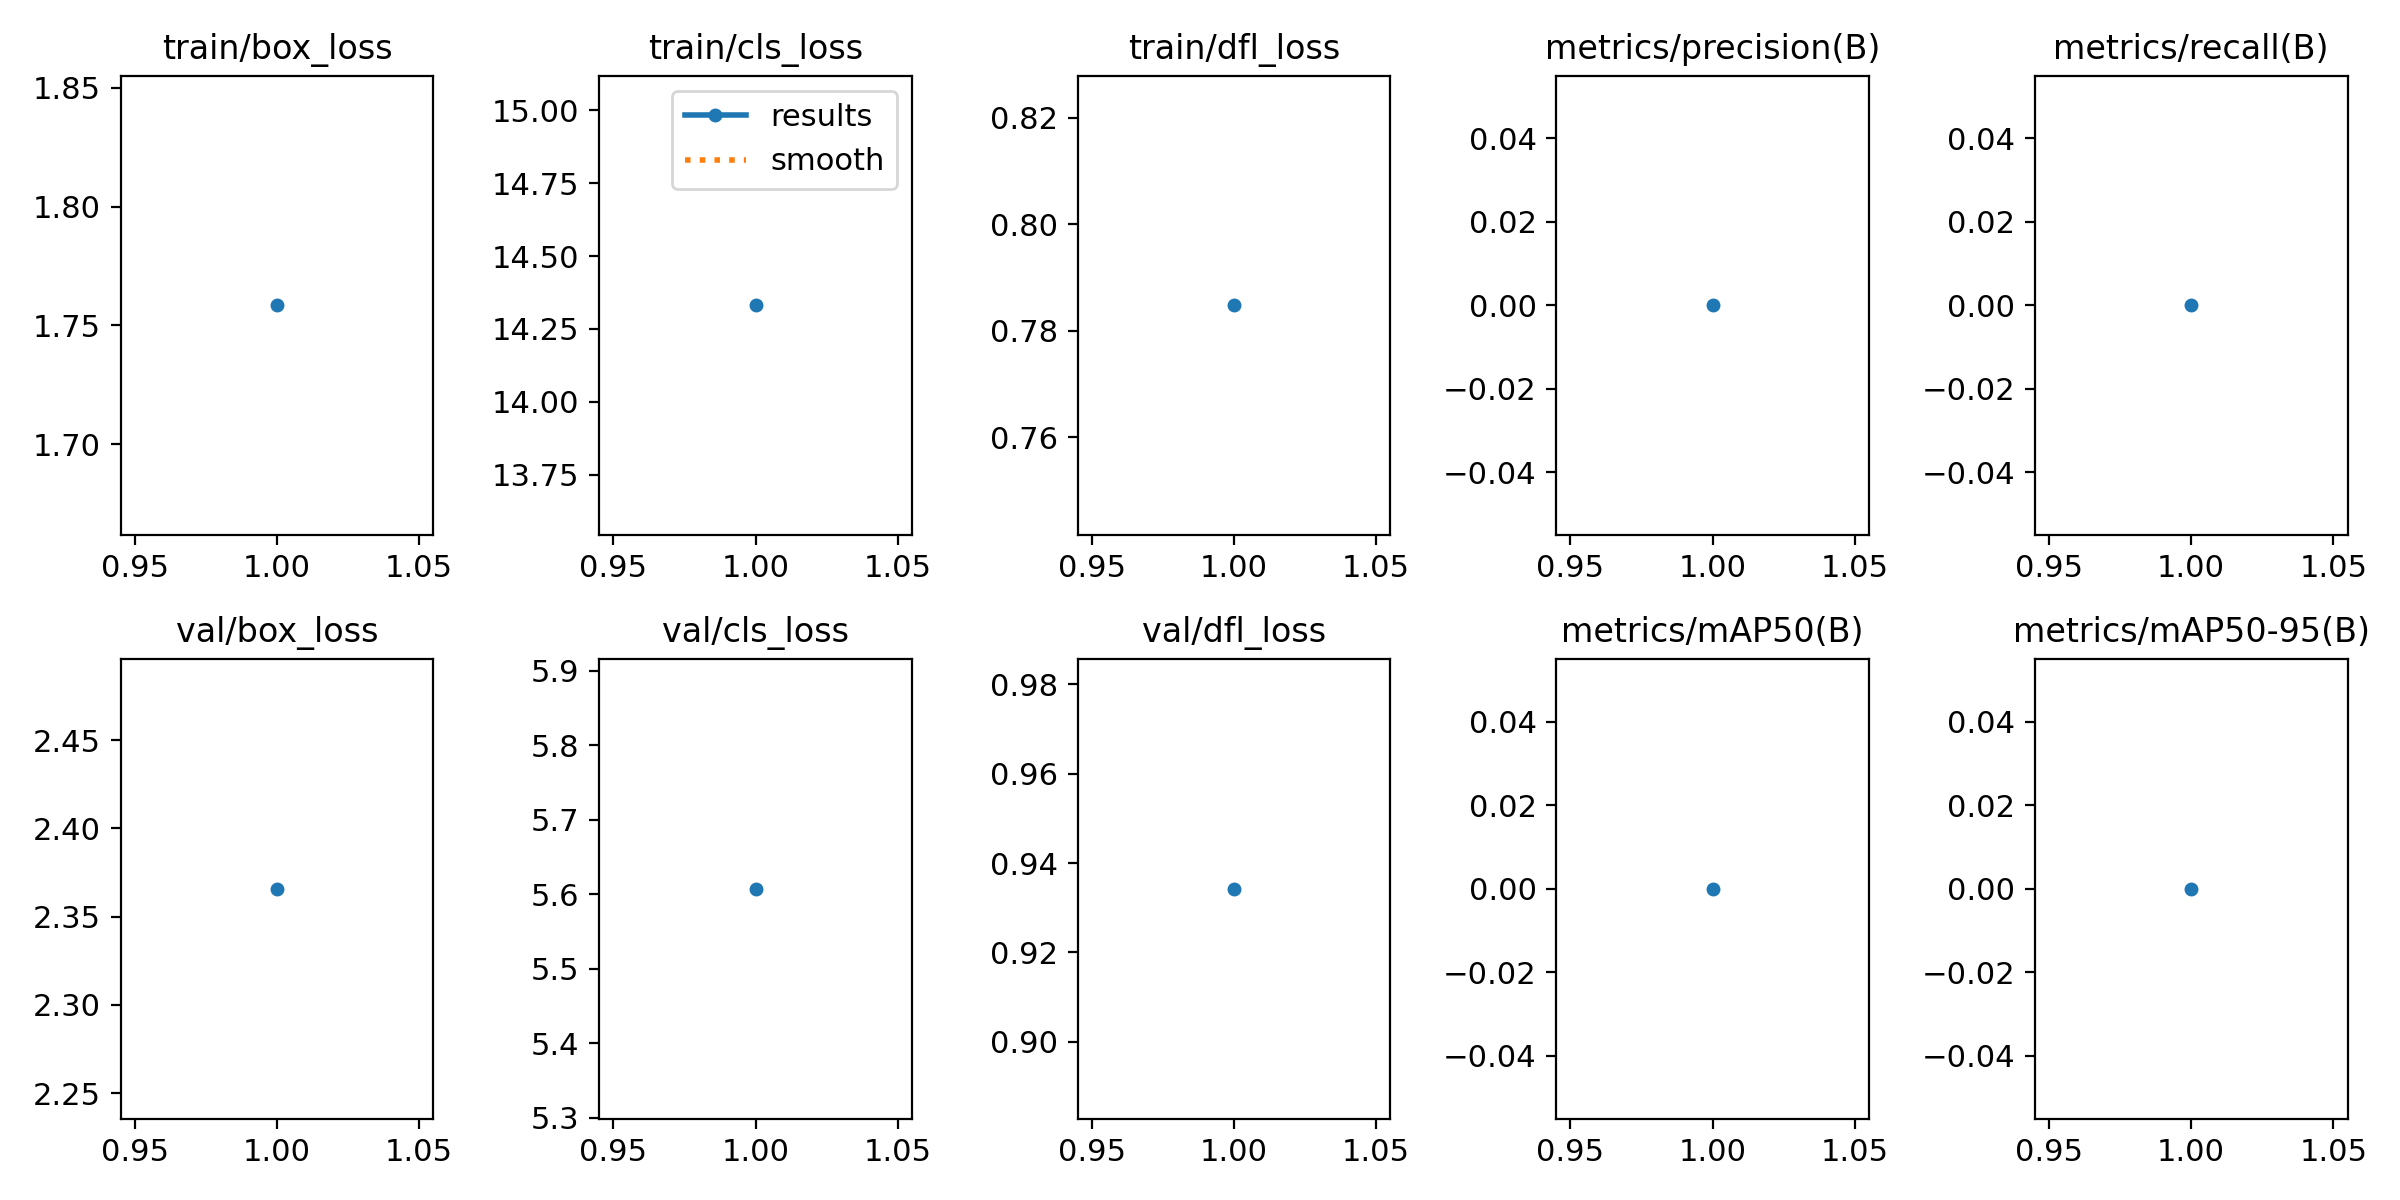 train/box_loss
1.85
1.80
1.75
1.70
0.95 1.00 1.05
train/cls_loss
15.00
14.75
14.50
14.25
14.00
13.75
results
smooth
0.95 1.00 1.05
train/dfl_loss
0.82
0.80
0.78
0.76
0.95 1.00 1.05
metrics/precision(B)
0.04
0.02
0.00
−0.02
−0.04
0.95 1.00 1.05
metrics/recall(B)
0.04
0.02
0.00
−0.02
−0.04
0.95 1.00 1.05
val/box_loss
2.45
2.40
2.35
2.30
2.25
0.95 1.00 1.05
val/cls_loss
5.9
5.8
5.7
5.6
5.5
5.4
5.3
0.95 1.00 1.05
val/dfl_loss
0.98
0.96
0.94
0.92
0.90
0.95 1.00 1.05
metrics/mAP50(B)
0.04
0.02
0.00
−0.02
−0.04
0.95 1.00 1.05
metrics/mAP50-95(B)
0.04
0.02
0.00
−0.02
−0.04
0.95 1.00 1.05